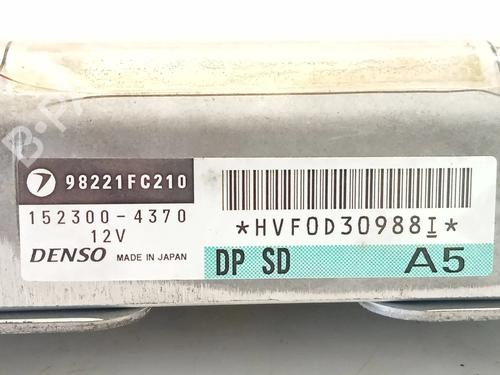 98221FC210
152300-4370
12V
DENSO MADE IN JAPAN
*HVF0D30988I*
DP SD A5